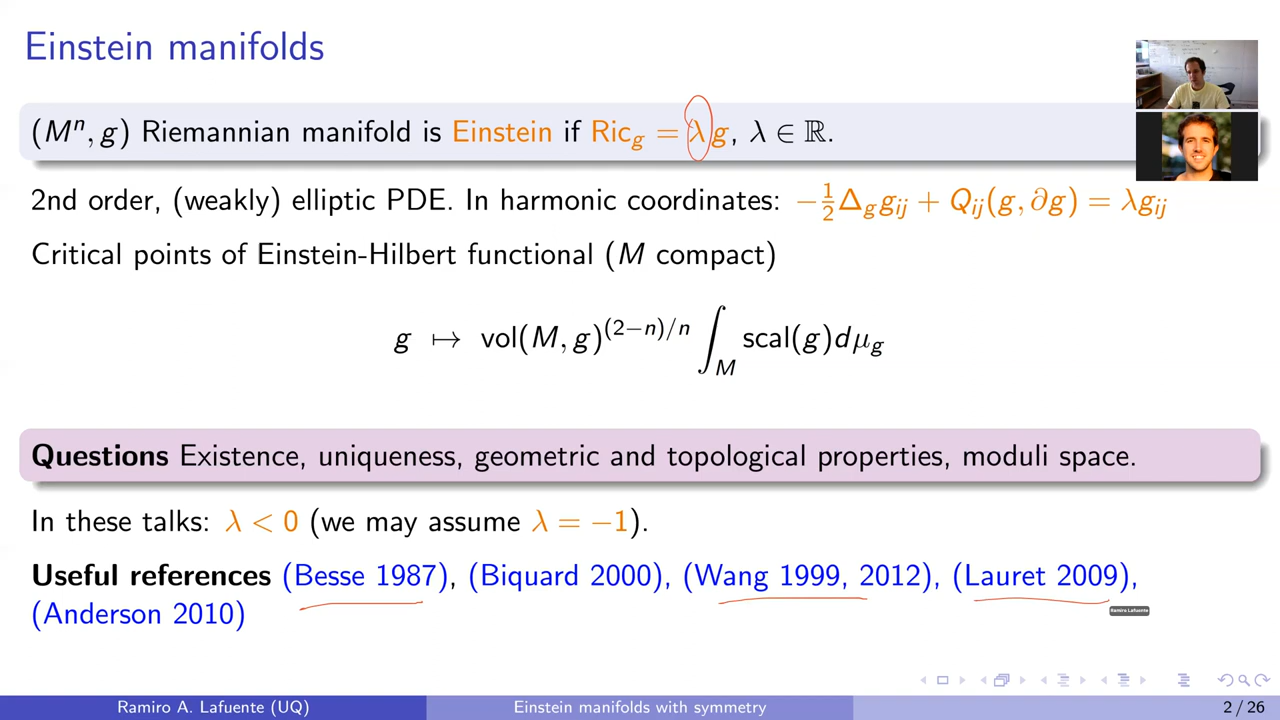 Einstein manifolds
(Mⁿ, g) Riemannian manifold is Einstein if Ric_g = λg, λ ∈ ℝ.
2nd order, (weakly) elliptic PDE. In harmonic coordinates: −½Δ_g g_ij + Q_ij(g, ∂g) = λg_ij
Critical points of Einstein-Hilbert functional (M compact)
g ↦ vol(M, g)^(2−n)/n ∫_M scal(g)dμ_g
Questions Existence, uniqueness, geometric and topological properties, moduli space.
In these talks: λ < 0 (we may assume λ = −1).
Useful references (Besse 1987), (Biquard 2000), (Wang 1999, 2012), (Lauret 2009),
(Anderson 2010)
Ramiro Lafuente
Ramiro A. Lafuente (UQ) Einstein manifolds with symmetry 2 / 26